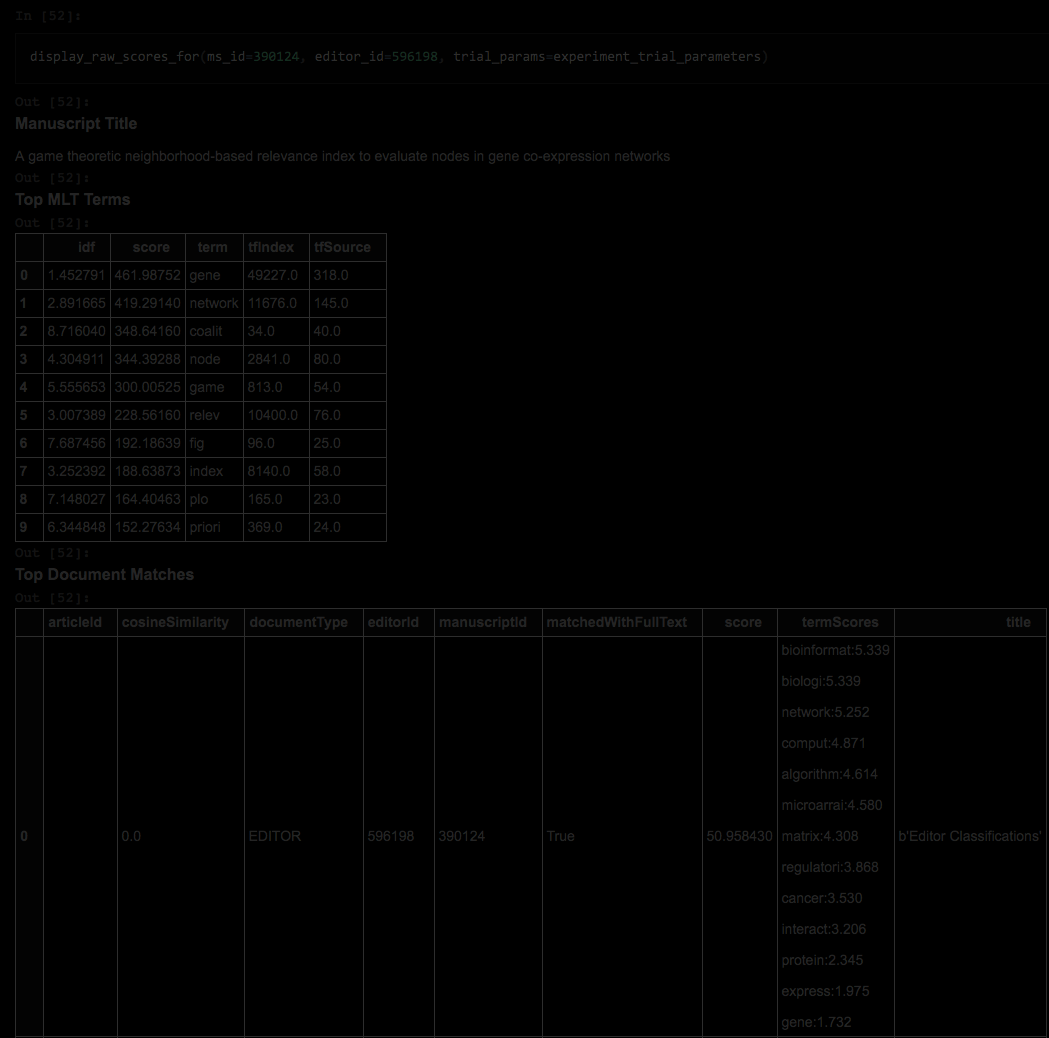 In [52]:
display_raw_scores_for(ms_id=390124, editor_id=596198, trial_params=experiment_trial_parameters)
Out [52]:
Manuscript Title
A game theoretic neighborhood-based relevance index to evaluate nodes in gene co-expression networks
Out [52]:
Top MLT Terms
Out [52]:
idf score term tfIndex tfSource
0 1.452791 461.98752 gene 49227.0 318.0
1 2.891665 419.29140 network 11676.0 145.0
2 8.716040 348.64160 coalit 34.0 40.0
3 4.304911 344.39288 node 2841.0 80.0
4 5.555653 300.00525 game 813.0 54.0
5 3.007389 228.56160 relev 10400.0 76.0
6 7.687456 192.18639 fig 96.0 25.0
7 3.252392 188.63873 index 8140.0 58.0
8 7.148027 164.40463 plo 165.0 23.0
9 6.344848 152.27634 priori 369.0 24.0
Out [52]:
Top Document Matches
Out [52]:
articleId cosineSimilarity documentType editorId manuscriptId matchedWithFullText score termScores title
bioinformat:5.339
biologi:5.339
network:5.252
comput:4.871
algorithm:4.614
microarrai:4.580
0 0.0 EDITOR 596198 390124 True 50.958430 matrix:4.308 b'Editor Classifications'
regulatori:3.868
cancer:3.530
interact:3.206
protein:2.345
express:1.975
gene:1.732